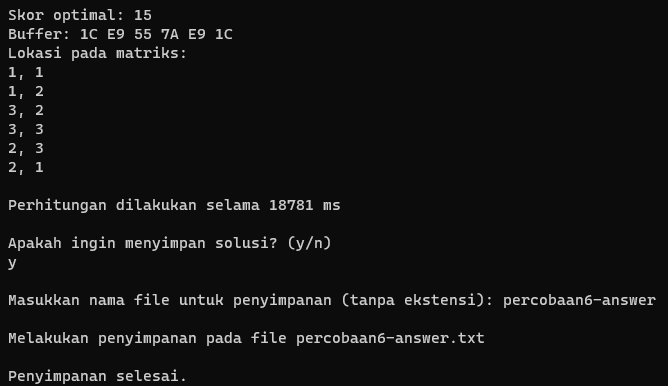 Skor optimal: 15
Buffer: 1C E9 55 7A E9 1C
Lokasi pada matriks:
1, 1
1, 2
3, 2
3, 3
2, 3
2, 1
Perhitungan dilakukan selama 18781 ms
Apakah ingin menyimpan solusi? (y/n)
y
Masukkan nama file untuk penyimpanan (tanpa ekstensi): percobaan6-answer
Melakukan penyimpanan pada file percobaan6-answer.txt
Penyimpanan selesai.